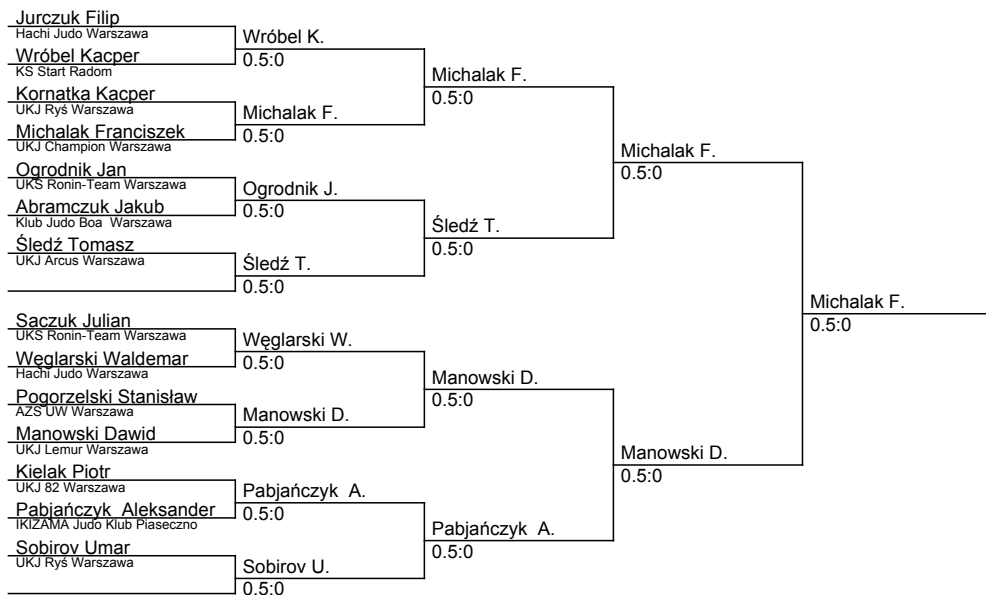 Jurczuk Filip
Hachi Judo Warszawa
Wróbel Kacper
KS Start Radom
Kornatka Kacper
UKJ Ryś Warszawa
Michalak Franciszek
UKJ Champion Warszawa
Ogrodnik Jan
UKS Ronin-Team Warszawa
Abramczuk Jakub
Klub Judo Boa Warszawa
Śledź Tomasz
UKJ Arcus Warszawa
Saczuk Julian
UKS Ronin-Team Warszawa
Węglarski Waldemar
Hachi Judo Warszawa
Pogorzelski Stanisław
AZS UW Warszawa
Manowski Dawid
UKJ Lemur Warszawa
Kielak Piotr
UKJ 82 Warszawa
Pabjańczyk Aleksander
IKIZAMA Judo Klub Piaseczno
Sobirov Umar
UKJ Ryś Warszawa
Wróbel K.
0.5:0
Michalak F.
0.5:0
Ogrodnik J.
0.5:0
Śledź T.
0.5:0
Węglarski W.
0.5:0
Manowski D.
0.5:0
Pabjańczyk A.
0.5:0
Sobirov U.
0.5:0
Michalak F.
0.5:0
Śledź T.
0.5:0
Manowski D.
0.5:0
Pabjańczyk A.
0.5:0
Michalak F.
0.5:0
Manowski D.
0.5:0
Michalak F.
0.5:0